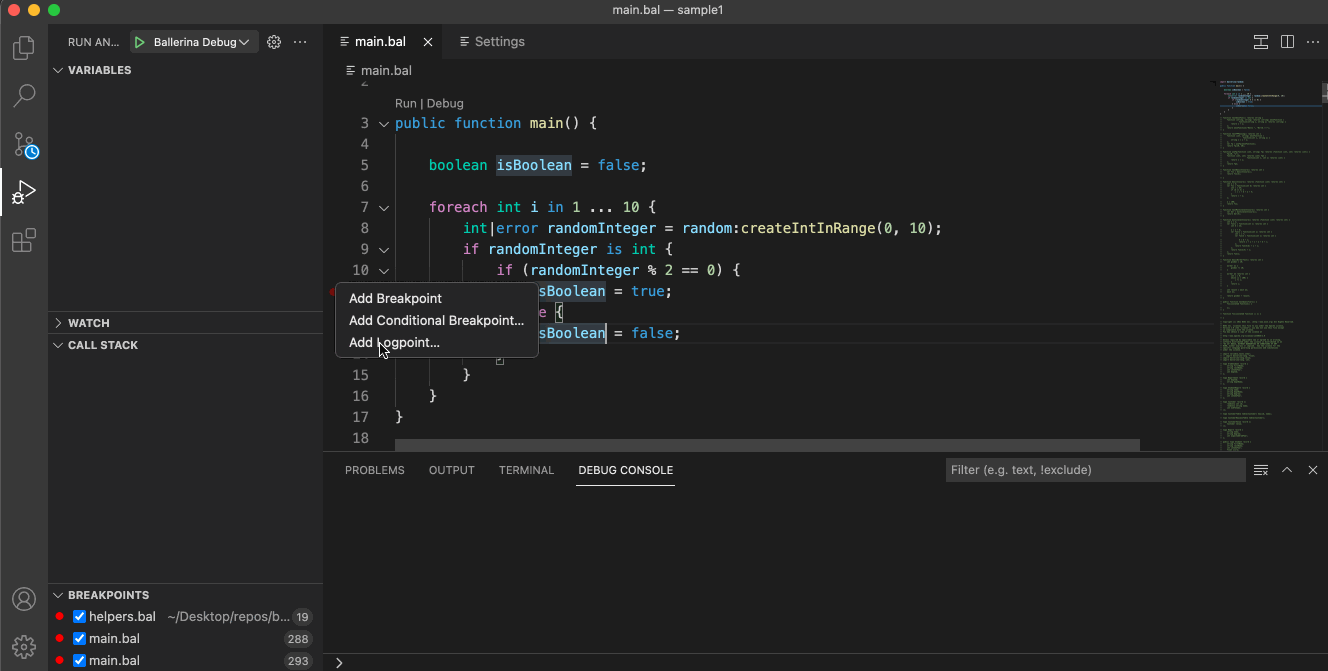 main.bal — sample1
RUN AN...
Ballerina Debug
VARIABLES
WATCH
CALL STACK
BREAKPOINTS
helpers.bal ~/Desktop/repos/b... 19
main.bal 288
main.bal 293
main.bal
Settings
main.bal
2
Run | Debug
3 public function main() {
4
5 boolean isBoolean = false;
6
7 foreach int i in 1 ... 10 {
8 int|error randomInteger = random:createIntInRange(0, 10);
9 if randomInteger is int {
10 if (randomInteger % 2 == 0) {
sBoolean = true;
e {
sBoolean = false;
}
15 }
16 }
17 }
18
Add Breakpoint
Add Conditional Breakpoint...
Add Logpoint...
PROBLEMS OUTPUT TERMINAL DEBUG CONSOLE
Filter (e.g. text, !exclude)